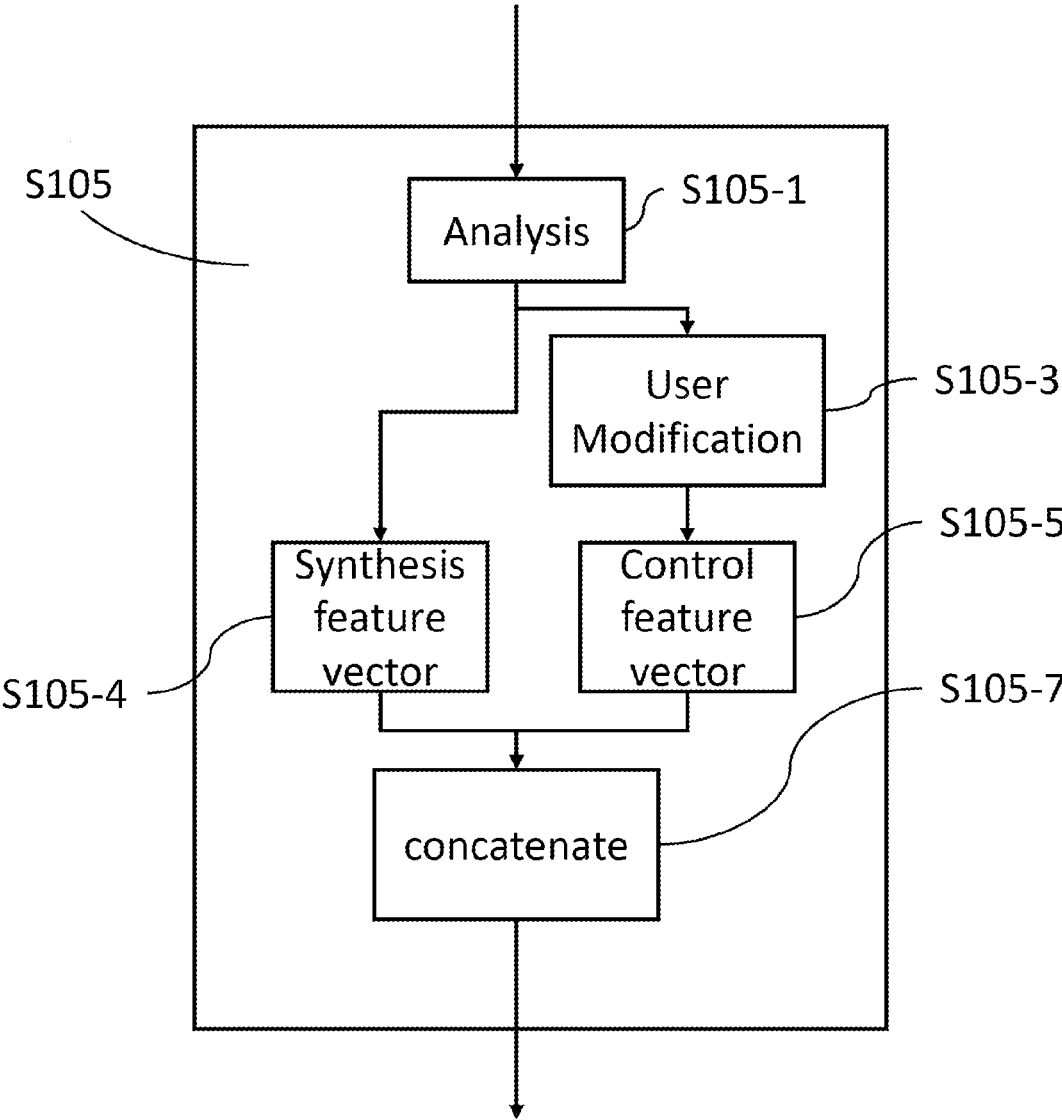 S105
Analysis
S105-1
User
Modification
S105-3
Synthesis
feature
vector
S105-4
Control
feature
vector
S105-5
concatenate
S105-7